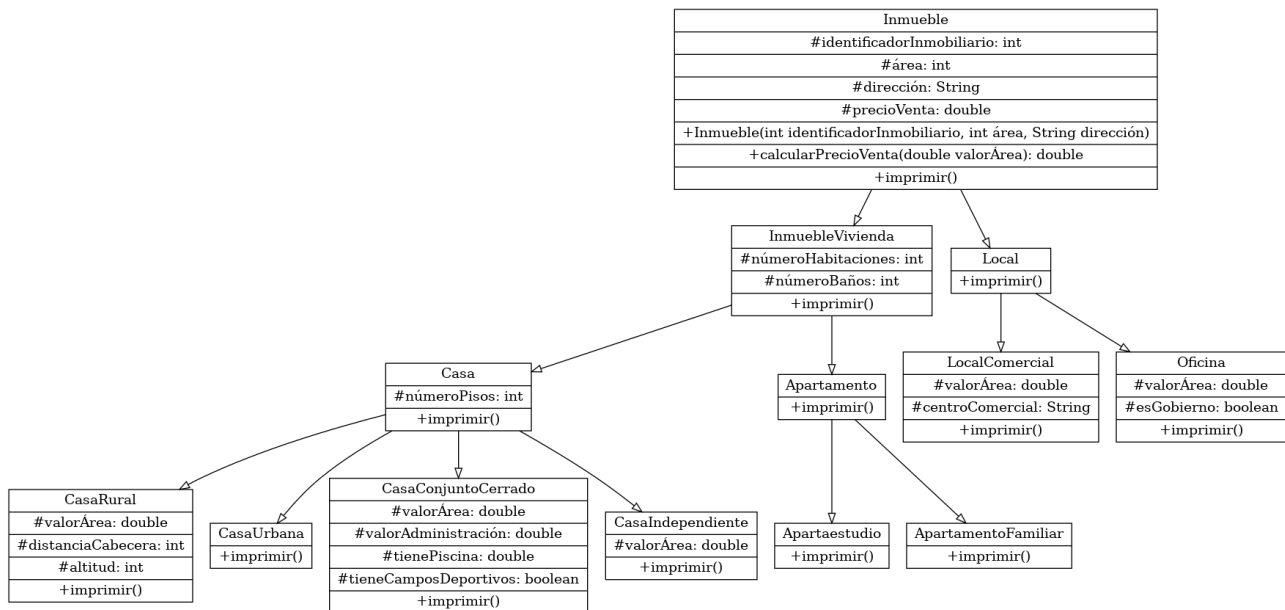 Inmueble
#identificadorInmobiliario: int
#área: int
#dirección: String
#precioVenta: double
+Inmueble(int identificadorInmobiliario, int área, String dirección)
+calcularPrecioVenta(double valorÁrea): double
+imprimir()
InmuebleVivienda
#númeroHabitaciones: int
#númeroBaños: int
+imprimir()
Local
+imprimir()
Casa
#númeroPisos: int
+imprimir()
Apartamento
+imprimir()
LocalComercial
#valorÁrea: double
#centroComercial: String
+imprimir()
Oficina
#valorÁrea: double
#esGobierno: boolean
+imprimir()
CasaRural
#valorÁrea: double
#distanciaCabecera: int
#altitud: int
+imprimir()
CasaUrbana
+imprimir()
CasaConjuntoCerrado
#valorÁrea: double
#valorAdministración: double
#tienePiscina: double
#tieneCamposDeportivos: boolean
+imprimir()
CasaIndependiente
#valorÁrea: double
+imprimir()
Apartaestudio
+imprimir()
ApartamentoFamiliar
+imprimir()